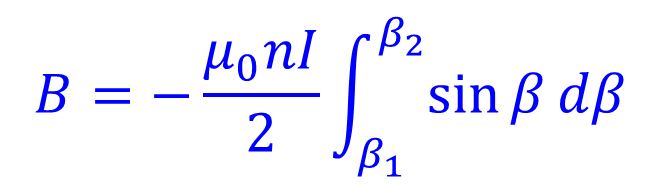 B = − μ₀nI / 2 ∫_{β₁}^{β₂} sin β dβ